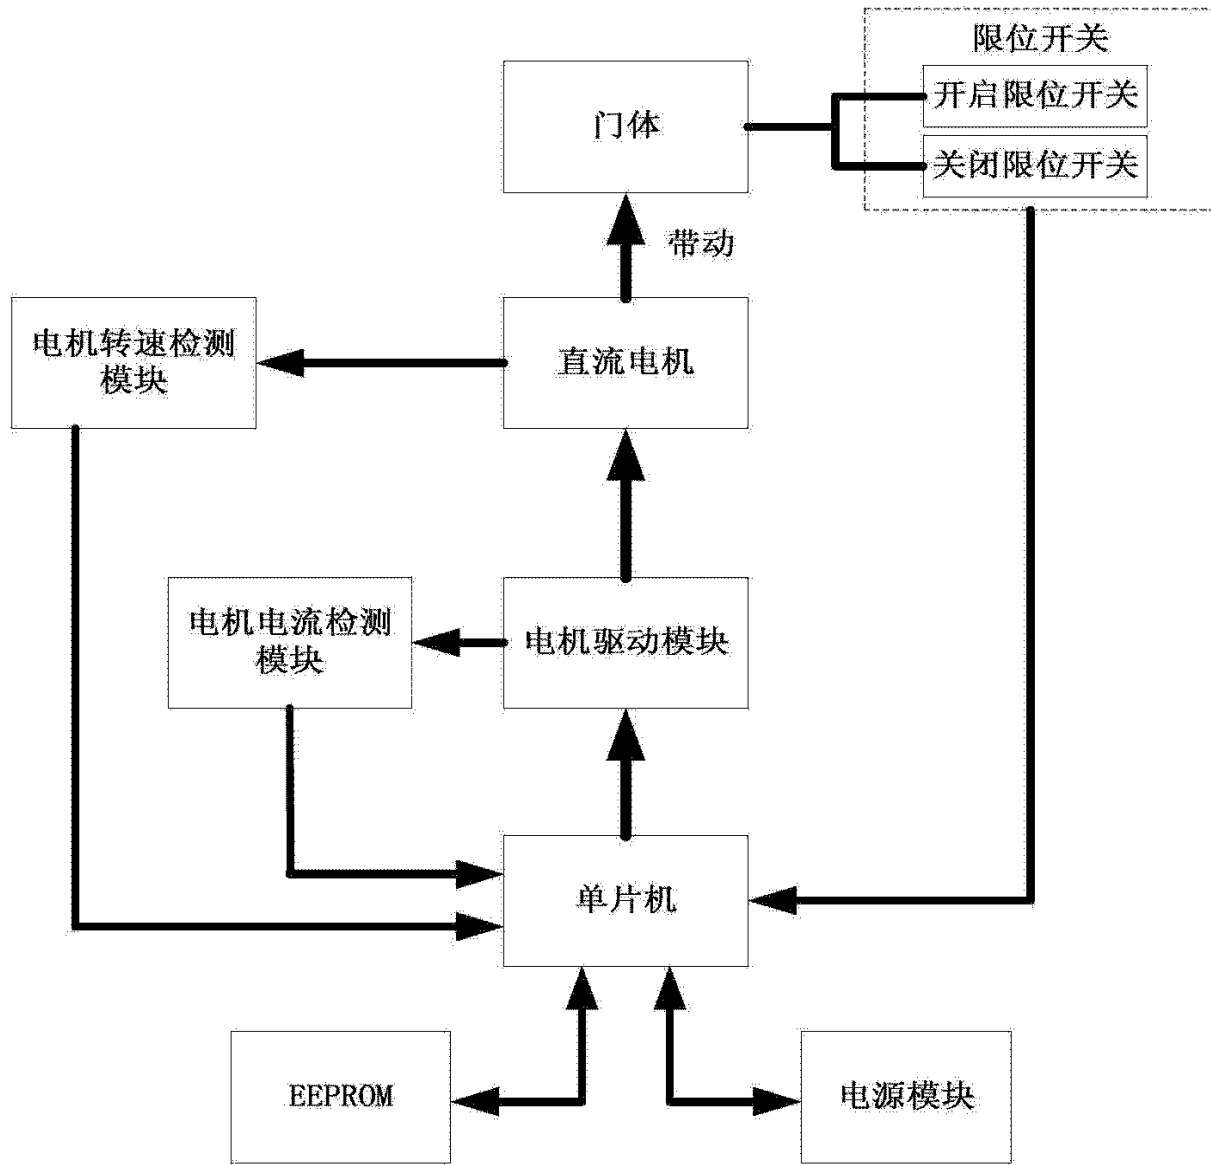 限位开关
开启限位开关
门体
关闭限位开关
带动
电机转速检测
模块
直流电机
电机电流检测
模块
电机驱动模块
单片机
EEPROM
电源模块